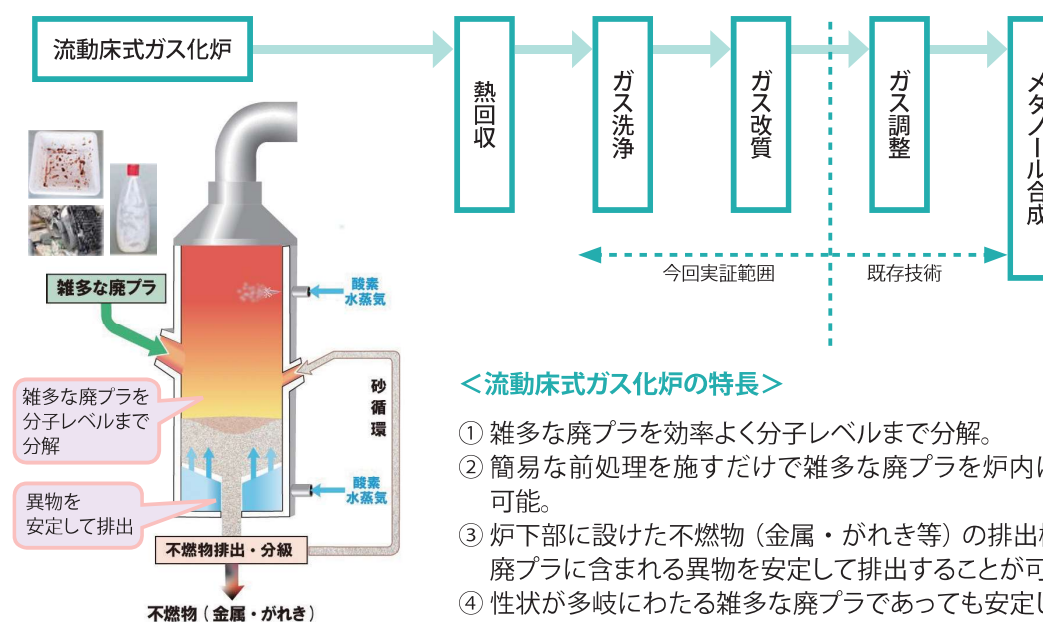 流動床式ガス化炉
熱回収
ガス洗浄
ガス改質
ガス調整
メタノール合成
今回実証範囲
既存技術
雑多な廃プラ
酸素
水蒸気
雑多な廃プラを
分子レベルまで
分解
砂循環
異物を
安定して排出
酸素
水蒸気
不燃物排出・分級
不燃物(金属・がれき)
＜流動床式ガス化炉の特長＞
① 雑多な廃プラを効率よく分子レベルまで分解。
② 簡易な前処理を施すだけで雑多な廃プラを炉内に
可能。
③ 炉下部に設けた不燃物（金属・がれき等）の排出
廃プラに含まれる異物を安定して排出することが可
④ 性状が多岐にわたる雑多な廃プラであっても安定し